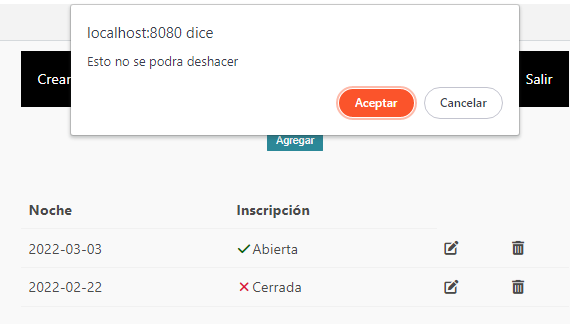 localhost:8080 dice
Esto no se podra deshacer
Aceptar Cancelar
Crear Salir
Agregar
Noche Inscripción
2022-03-03 Abierta
2022-02-22 Cerrada